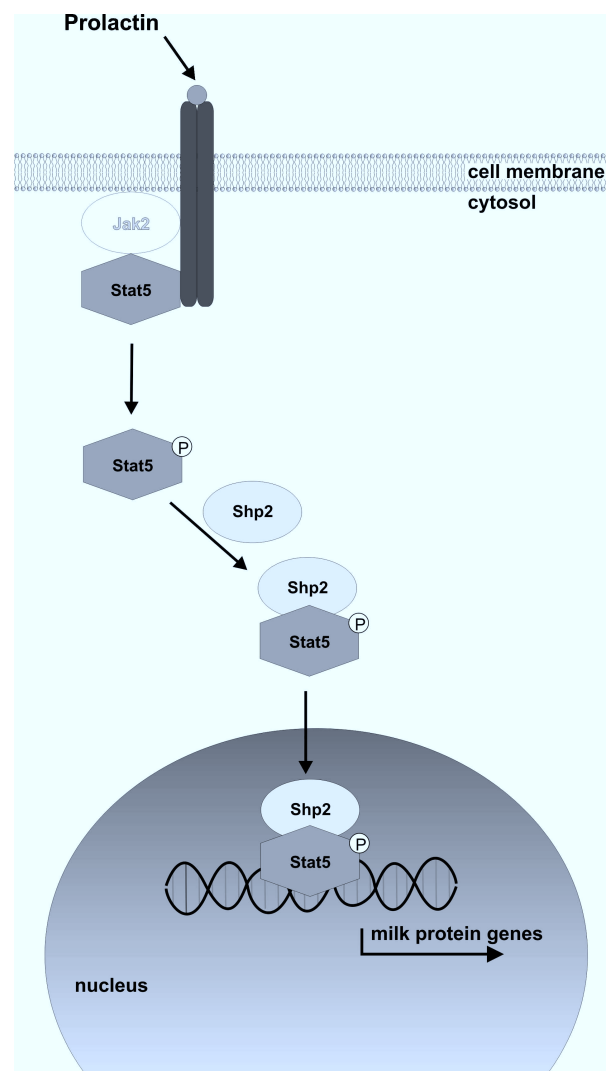 Prolactin
cell membrane
cytosol
Jak2
Stat5
P
Stat5
Shp2
Shp2
P
Stat5
Shp2
P
Stat5
milk protein genes
nucleus